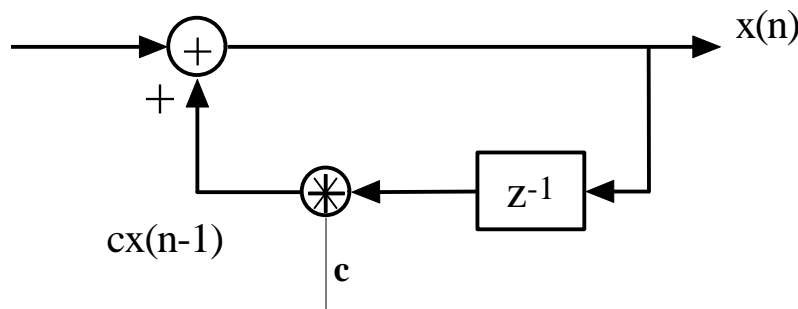 x(n)
+
+
z-1
cx(n-1)
c